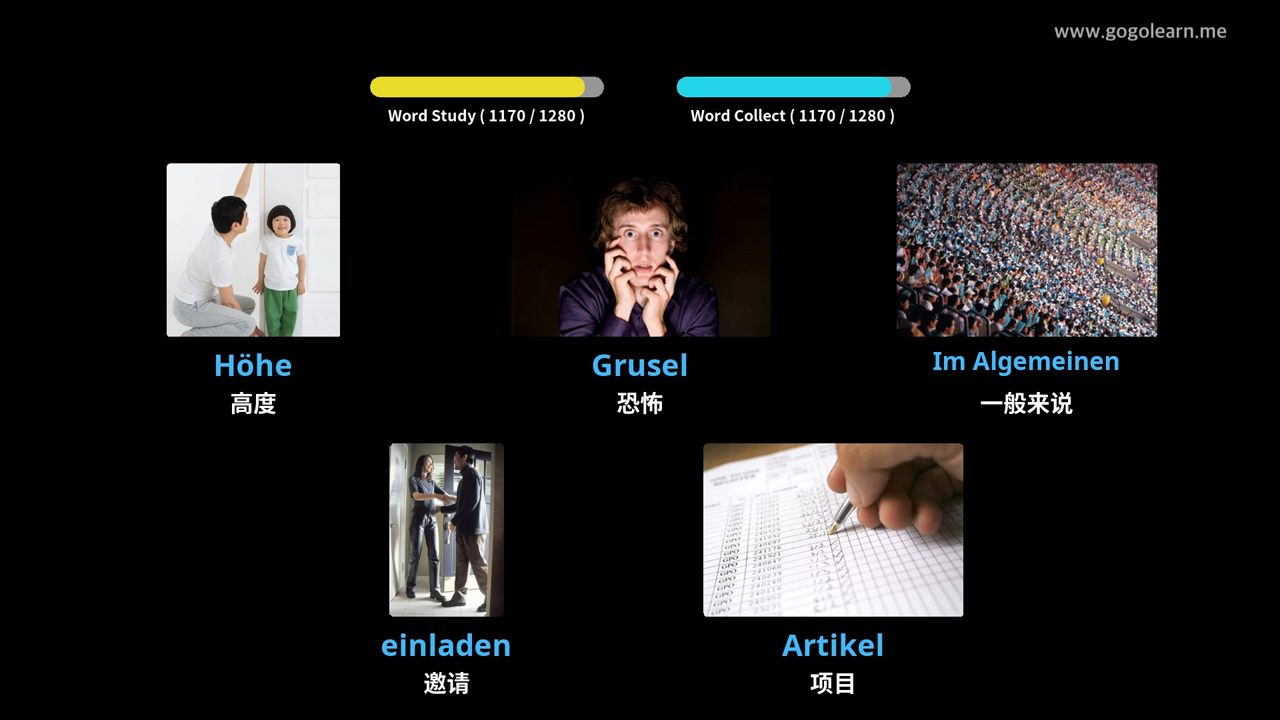 www.gogolearn.me
Word Study ( 1170 / 1280 )
Word Collect ( 1170 / 1280 )
Höhe
高度
Grusel
恐怖
Im Algemeinen
一般来说
einladen
邀请
Artikel
项目